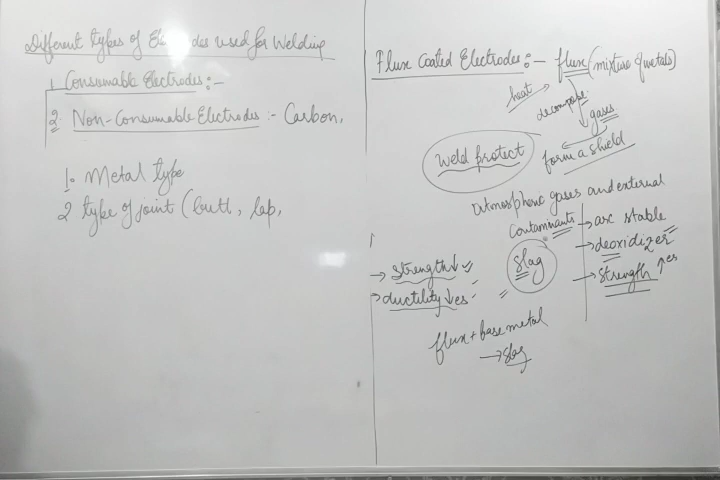 Different types of Electrodes used for Welding
1. Consumable Electrodes :-
2. Non-Consumable Electrodes :- Carbon,
1. Metal type
2 type of joint (butt, lap,
Flux Coated Electrodes :- flux (mixture of metals)
heat
decompose
gases
form a shield
Weld protect
atmospheric gases and external
contaminants
→ arc stable
→ deoxidizer
→ strength ↑es
Slag
→ Strength ↓
→ ductility ↓es
flux + base metal
→ slag